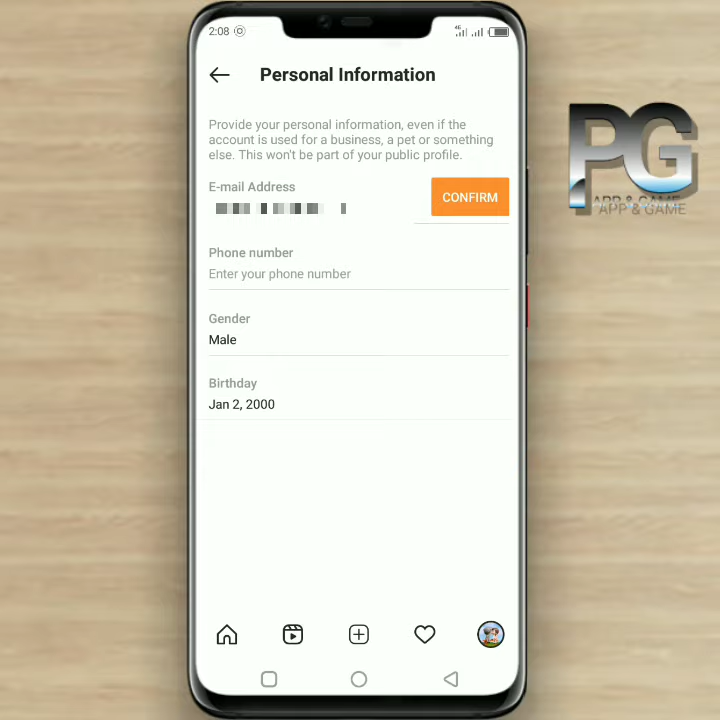 2:08
4G
Personal Information
Provide your personal information, even if the
account is used for a business, a pet or something
else. This won't be part of your public profile.
E-mail Address
CONFIRM
Phone number
Enter your phone number
Gender
Male
Birthday
Jan 2, 2000
PG
APP & GAME